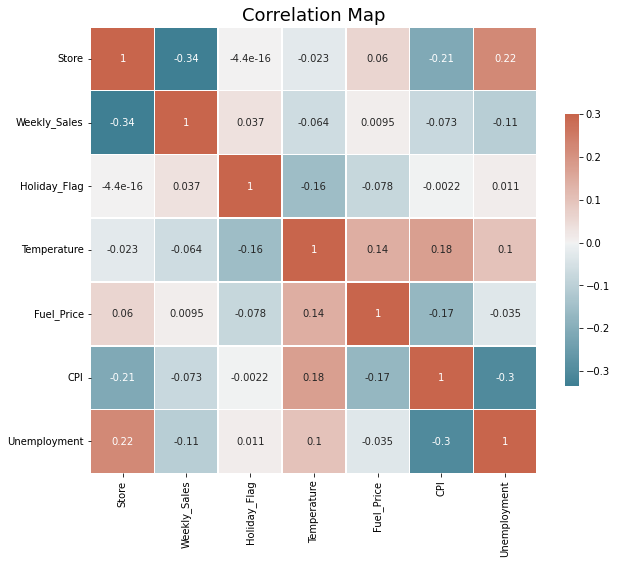 Correlation Map
Store 1 -0.34 -4.4e-16 -0.023 0.06 -0.21 0.22
Weekly_Sales -0.34 1 0.037 -0.064 0.0095 -0.073 -0.11
Holiday_Flag -4.4e-16 0.037 1 -0.16 -0.078 -0.0022 0.011
Temperature -0.023 -0.064 -0.16 1 0.14 0.18 0.1
Fuel_Price 0.06 0.0095 -0.078 0.14 1 -0.17 -0.035
CPI -0.21 -0.073 -0.0022 0.18 -0.17 1 -0.3
Unemployment 0.22 -0.11 0.011 0.1 -0.035 -0.3 1
Store Weekly_Sales Holiday_Flag Temperature Fuel_Price CPI Unemployment
0.3
0.2
0.1
0.0
−0.1
−0.2
−0.3